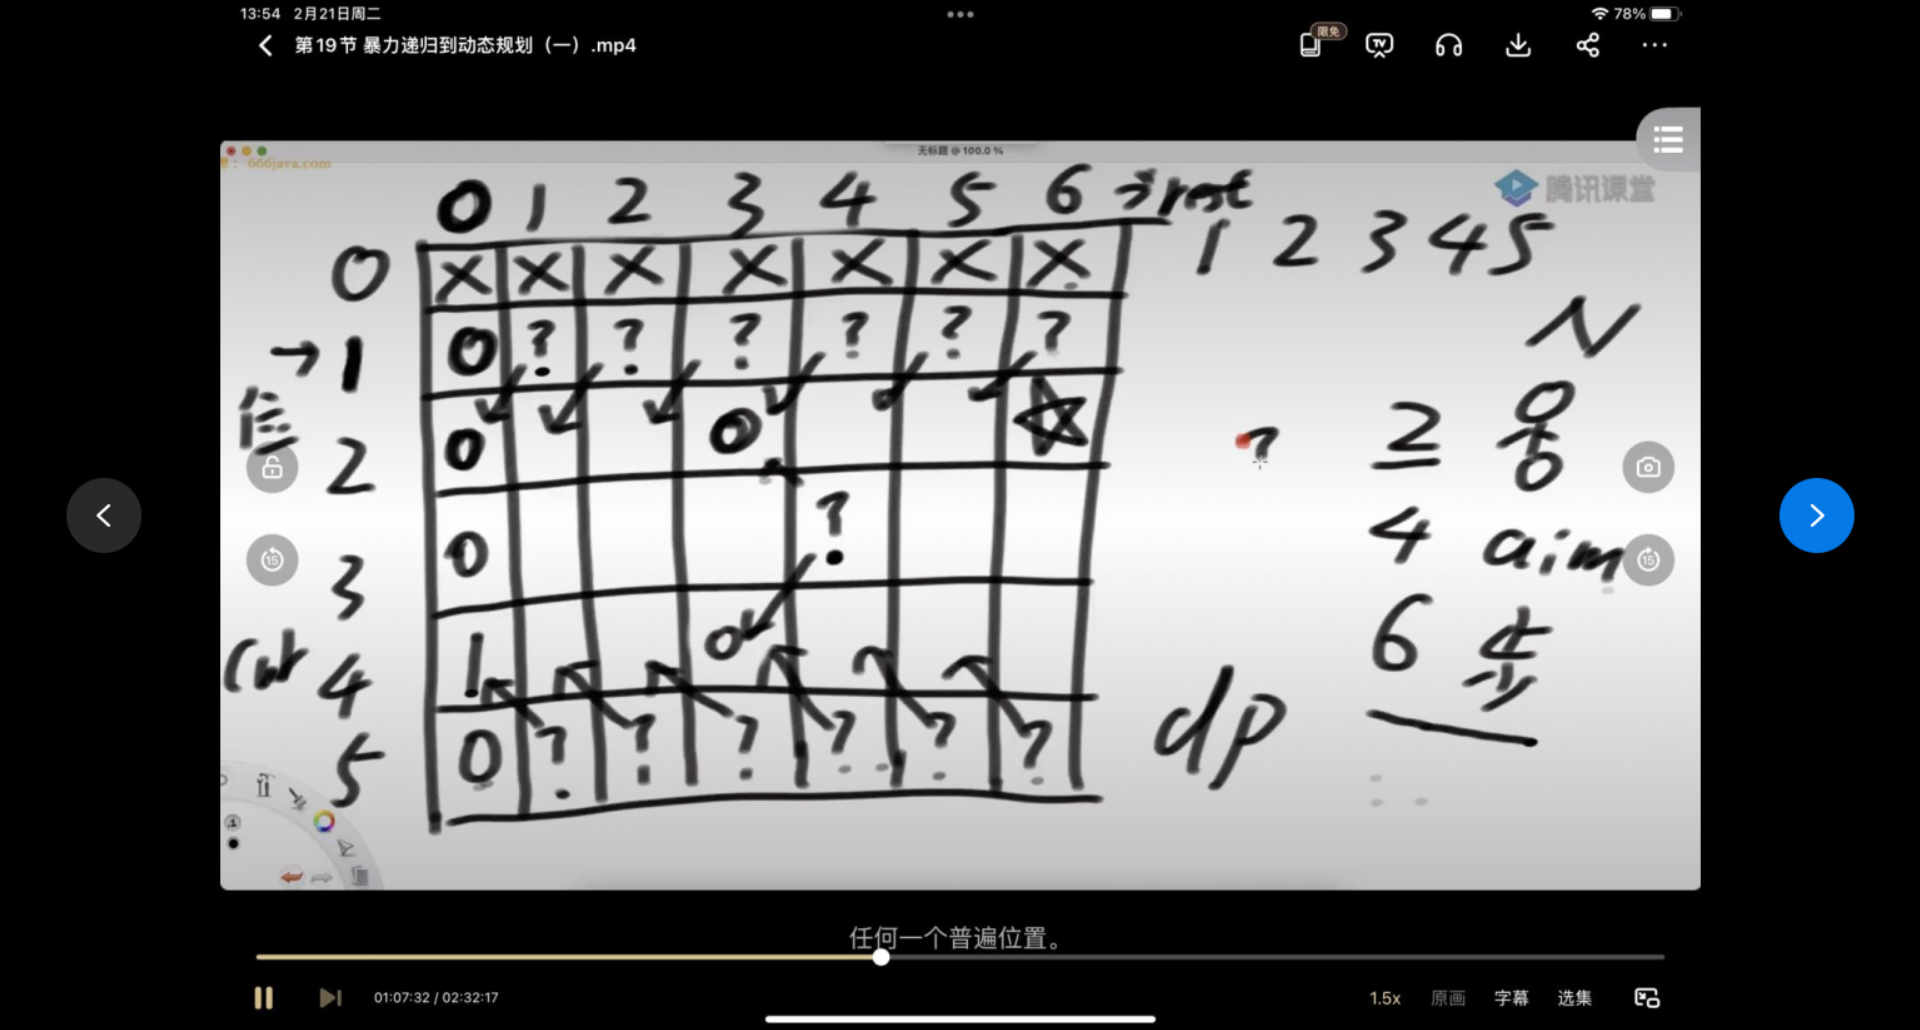 13:54 2月21日周二
78%
第19节 暴力递归到动态规划（一）.mp4
限免
TV
无标题 @ 100.0 %
666java.com
腾讯课堂
0 1 2 3 4 5 6 rest
1 2 3 4 5
0 X X X X X X X
→ 1 0 ? ? ? ? ? ?
N
2 0 0
? 2
3 0 ?
4 aim
cur 4 1 0
6 步
5 0 ? ? ? ? ? ?
dp
15
15
任何一个普遍位置。
01:07:32 / 02:32:17
1.5x 原画 字幕 选集